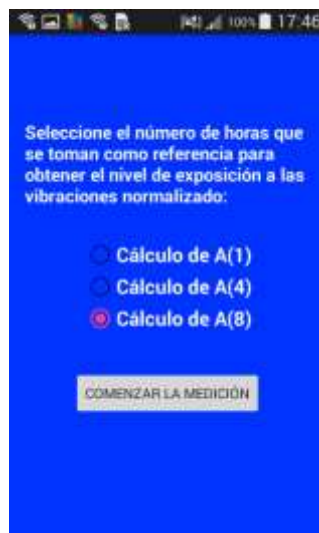 100% 17:46
Seleccione el número de horas que
se toman como referencia para
obtener el nivel de exposición a las
vibraciones normalizado:
Cálculo de A(1)
Cálculo de A(4)
Cálculo de A(8)
COMENZAR LA MEDICIÓN